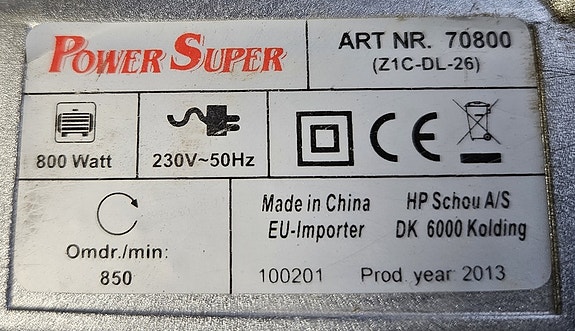 POWER SUPER
ART NR. 70800
(Z1C-DL-26)
800 Watt
230V~50Hz
CE
Omdr./min:
850
Made in China
EU-Importer
HP Schou A/S
DK 6000 Kolding
100201
Prod. year 2013